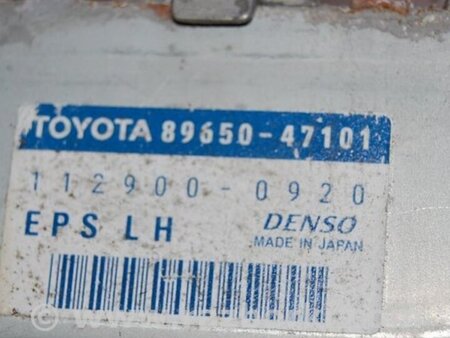 TOYOTA 89650-47101
112900-0920
EPS LH
DENSO
MADE IN JAPAN